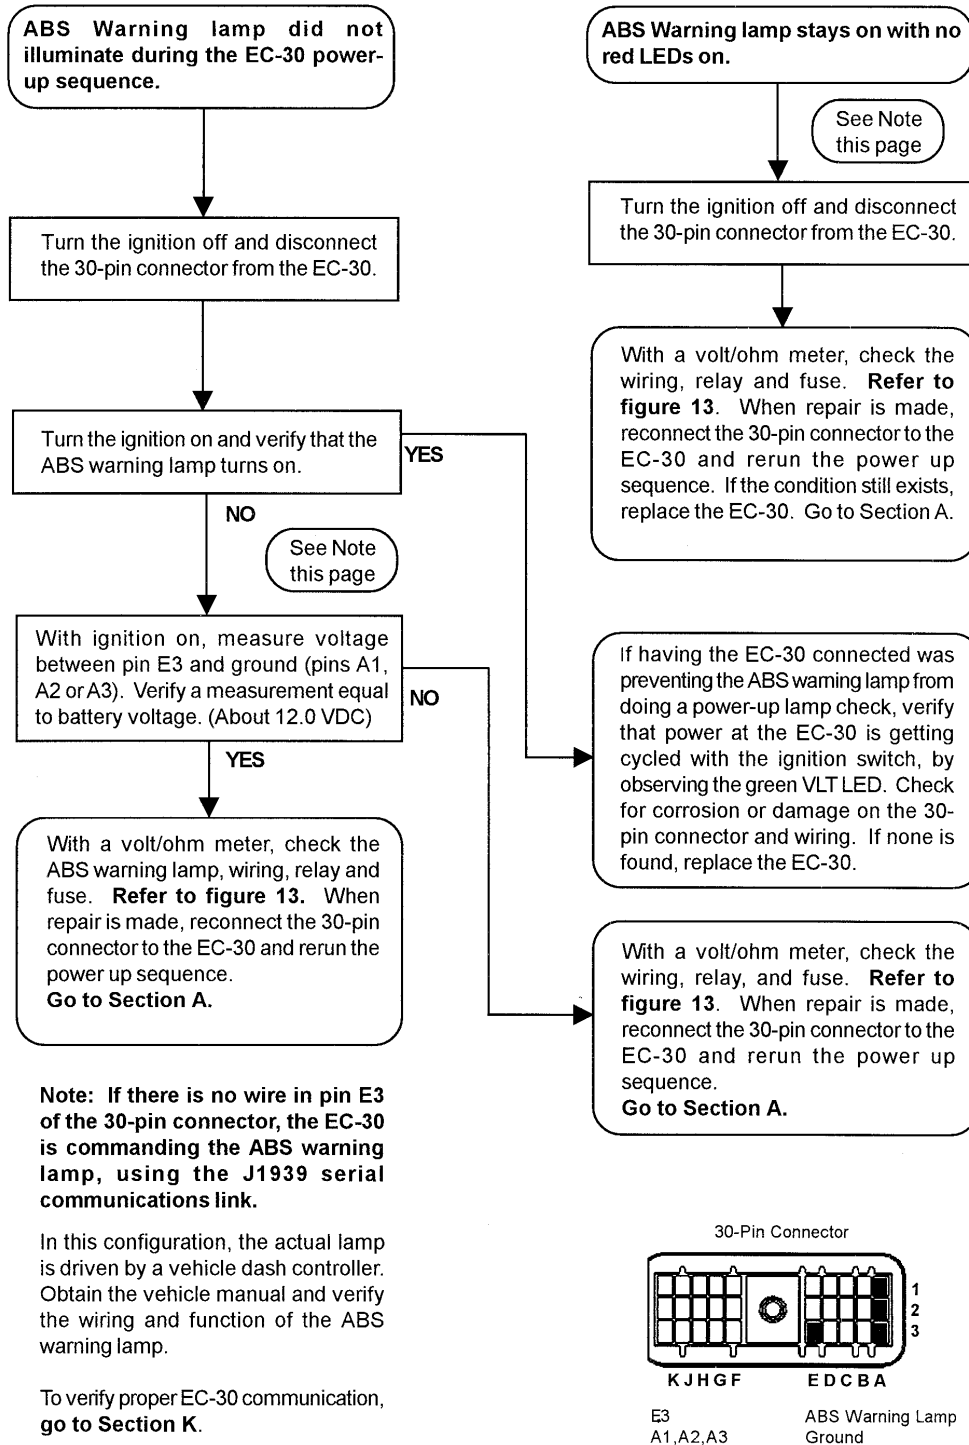 ABS Warning lamp did not
illuminate during the EC-30 power-
up sequence.
Turn the ignition off and disconnect
the 30-pin connector from the EC-30.
Turn the ignition on and verify that the
ABS warning lamp turns on.
YES
NO
See Note
this page
With ignition on, measure voltage
between pin E3 and ground (pins A1,
A2 or A3). Verify a measurement equal
to battery voltage. (About 12.0 VDC)
NO
YES
With a volt/ohm meter, check the
ABS warning lamp, wiring, relay and
fuse. Refer to figure 13. When
repair is made, reconnect the 30-pin
connector to the EC-30 and rerun the
power up sequence.
Go to Section A.
Note: If there is no wire in pin E3
of the 30-pin connector, the EC-30
is commanding the ABS warning
lamp, using the J1939 serial
communications link.
In this configuration, the actual lamp
is driven by a vehicle dash controller.
Obtain the vehicle manual and verify
the wiring and function of the ABS
warning lamp.
To verify proper EC-30 communication,
go to Section K.
ABS Warning lamp stays on with no
red LEDs on.
See Note
this page
Turn the ignition off and disconnect
the 30-pin connector from the EC-30.
With a volt/ohm meter, check the
wiring, relay and fuse. Refer to
figure 13. When repair is made,
reconnect the 30-pin connector to the
EC-30 and rerun the power up
sequence. If the condition still exists,
replace the EC-30. Go to Section A.
If having the EC-30 connected was
preventing the ABS warning lamp from
doing a power-up lamp check, verify
that power at the EC-30 is getting
cycled with the ignition switch, by
observing the green VLT LED. Check
for corrosion or damage on the 30-
pin connector and wiring. If none is
found, replace the EC-30.
With a volt/ohm meter, check the
wiring, relay, and fuse. Refer to
figure 13. When repair is made,
reconnect the 30-pin connector to the
EC-30 and rerun the power up
sequence.
Go to Section A.
30-Pin Connector
1
2
3
K J H G F E D C B A
E3 ABS Warning Lamp
A1,A2,A3 Ground